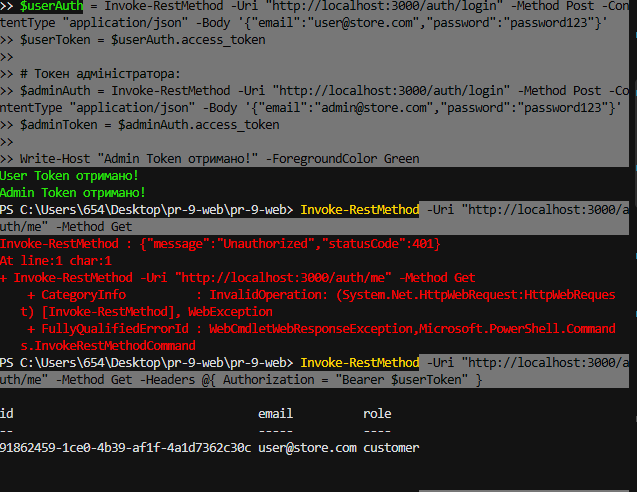 >> $userAuth = Invoke-RestMethod -Uri "http://localhost:3000/auth/login" -Method Post -Con
tentType "application/json" -Body '{"email":"user@store.com","password":"password123"}'
>> $userToken = $userAuth.access_token
>>
>> # Токен адміністратора:
>> $adminAuth = Invoke-RestMethod -Uri "http://localhost:3000/auth/login" -Method Post -Co
ntentType "application/json" -Body '{"email":"admin@store.com","password":"password123"}'
>> $adminToken = $adminAuth.access_token
>>
>> Write-Host "Admin Token отримано!" -ForegroundColor Green
User Token отримано!
Admin Token отримано!
PS C:\Users\654\Desktop\pr-9-web\pr-9-web> Invoke-RestMethod -Uri "http://localhost:3000/a
uth/me" -Method Get
Invoke-RestMethod : {"message":"Unauthorized","statusCode":401}
At line:1 char:1
+ Invoke-RestMethod -Uri "http://localhost:3000/auth/me" -Method Get
    + CategoryInfo          : InvalidOperation: (System.Net.HttpWebRequest:HttpWebReques
   t) [Invoke-RestMethod], WebException
    + FullyQualifiedErrorId : WebCmdletWebResponseException,Microsoft.PowerShell.Command
   s.InvokeRestMethodCommand
PS C:\Users\654\Desktop\pr-9-web\pr-9-web> Invoke-RestMethod -Uri "http://localhost:3000/a
uth/me" -Method Get -Headers @{ Authorization = "Bearer $userToken" }
id                                   email          role
--                                   -----          ----
91862459-1ce0-4b39-af1f-4a1d7362c30c user@store.com customer